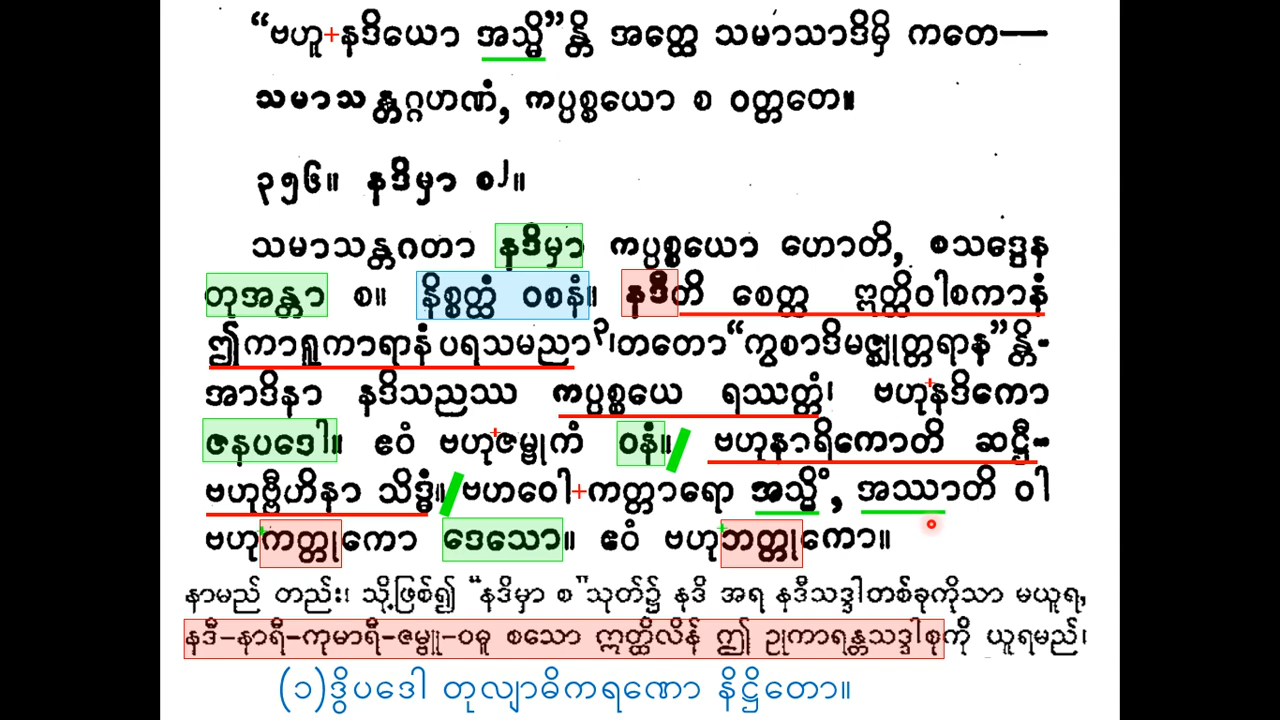 “ဗဟူ+နဒိယော အသ္မိ”န္တိ အတ္ထေ သမာသာဒိမှိ ကတေ—
သမာသန္တဂ္ဂဟဏံ, ကပ္ပစ္စယော စ ဝတ္တတေ။
၃၅၆။ နဒိမှာ စ၂။
သမာသန္တဂတာ နဒိမှာ ကပ္ပစ္စယော ဟောတိ, စသဒ္ဒေန
တုအန္တာ စ။ နိစ္စတ္ထံ ဝစနံ။ နဒီတိ စေတ္ထ ဣတ္ထိဝါစကာနံ
ဤကာရူကာရာနံ ပရသမညာ၃၊တတော“ကွစာဒိမဇ္ဈုတ္တရာန”န္တိ-
အာဒိနာ နဒိသညဿ ကပ္ပစ္စယေ ရဿတ္တံ၊ ဗဟု+နဒိကော
ဇနပဒေါ။ ဧဝံ ဗဟု+ဇမ္ဗုကံ ဝနံ။ ဗဟုနာရိကောတိ ဆဋ္ဌီ-
ဗဟုဗ္ဗီဟိနာ သိဒ္ဓံ။ ဗဟဝေါ+ကတ္တာရော အသ္မိံ, အဿာတိ ဝါ
ဗဟု+ကတ္တုကော ဒေသော။ ဧဝံ ဗဟု+ဘတ္တုကော။
နာမည် တည်း၊ သို့ဖြစ်၍ “နဒိမှာ စ”သုတ်၌ နဒိ အရ နဒီသဒ္ဒါတစ်ခုကိုသာ မယူရ,
နဒီ–နာရီ–ကုမာရီ–ဇမ္ဗူ–ဝဓူ စသော ဣတ္ထိလိန် ဤ ဥူကာရန္တသဒ္ဒါစုကို ယူရမည်၊
(၁)ဒွိပဒေါ တုလျာဓိကရဏော နိဋ္ဌိတော။